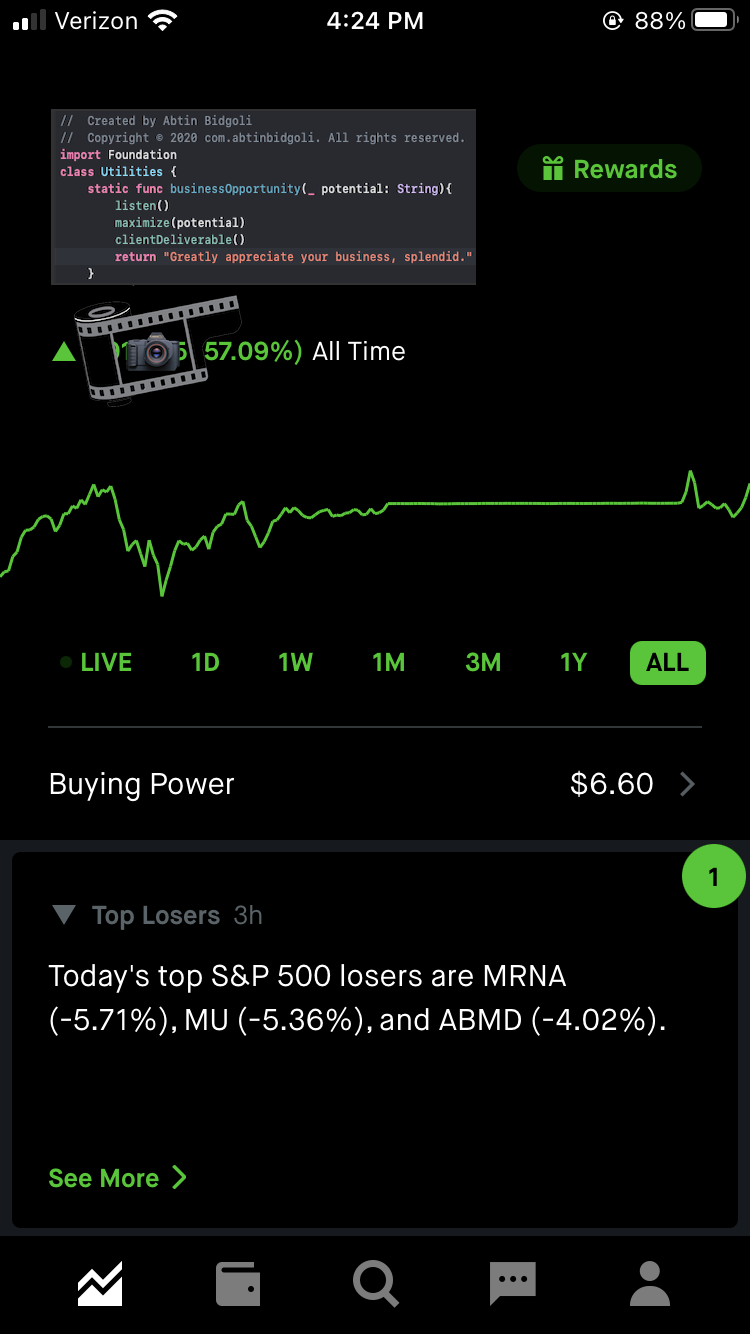 Verizon 4:24 PM 88%
// Created by Abtin Bidgoli
// Copyright © 2020 com.abtinbidgoli. All rights reserved.
import Foundation
class Utilities {
static func businessOpportunity(_ potential: String){
listen()
maximize(potential)
clientDeliverable()
return "Greatly appreciate your business, splendid."
}
Rewards
57.09%) All Time
LIVE 1D 1W 1M 3M 1Y ALL
Buying Power $6.60
1
Top Losers 3h
Today's top S&P 500 losers are MRNA
(-5.71%), MU (-5.36%), and ABMD (-4.02%).
See More